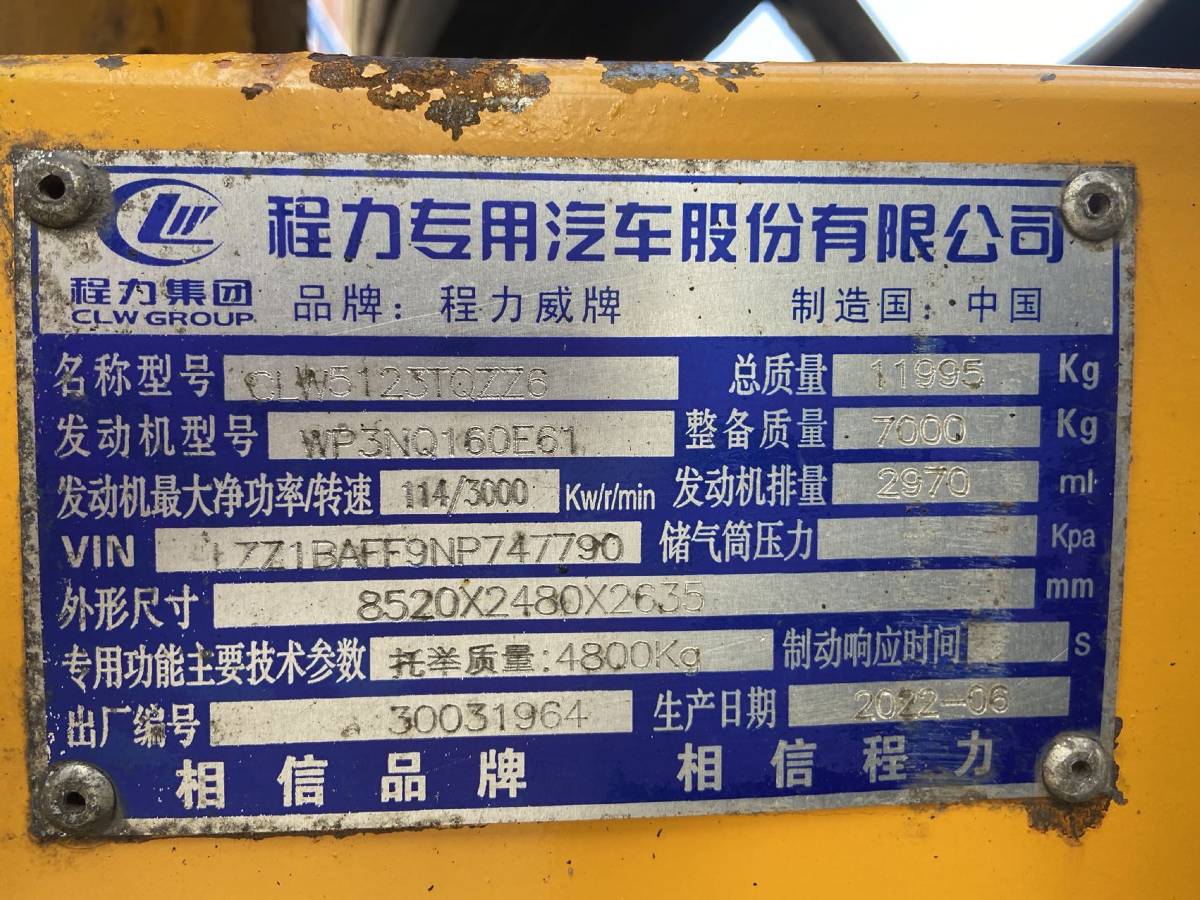 程力专用汽车股份有限公司
程力集团
CLW GROUP
品牌：程力威牌 制造国：中国
名称型号 CLW5123TQZZ6 总质量 11995 Kg
发动机型号 WP3NQ160E61 整备质量 7000 Kg
发动机最大净功率/转速 114/3000 Kw/r/min 发动机排量 2970 ml
VIN LZZ1BAFF9NP747790 储气筒压力 Kpa
外形尺寸 8520X2480X2635 mm
专用功能主要技术参数 托举质量:4800Kg 制动响应时间 S
出厂编号 30031964 生产日期 2022-06
相信品牌 相信程力